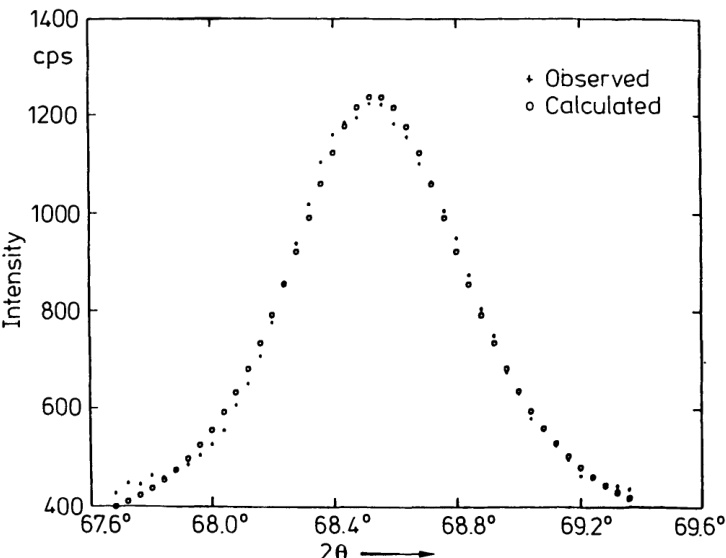 1400
cps
+ Observed
o Calculated
1200
1000
Intensity
800
600
400
67.6° 68.0° 68.4° 68.8° 69.2° 69.6°
2θ →